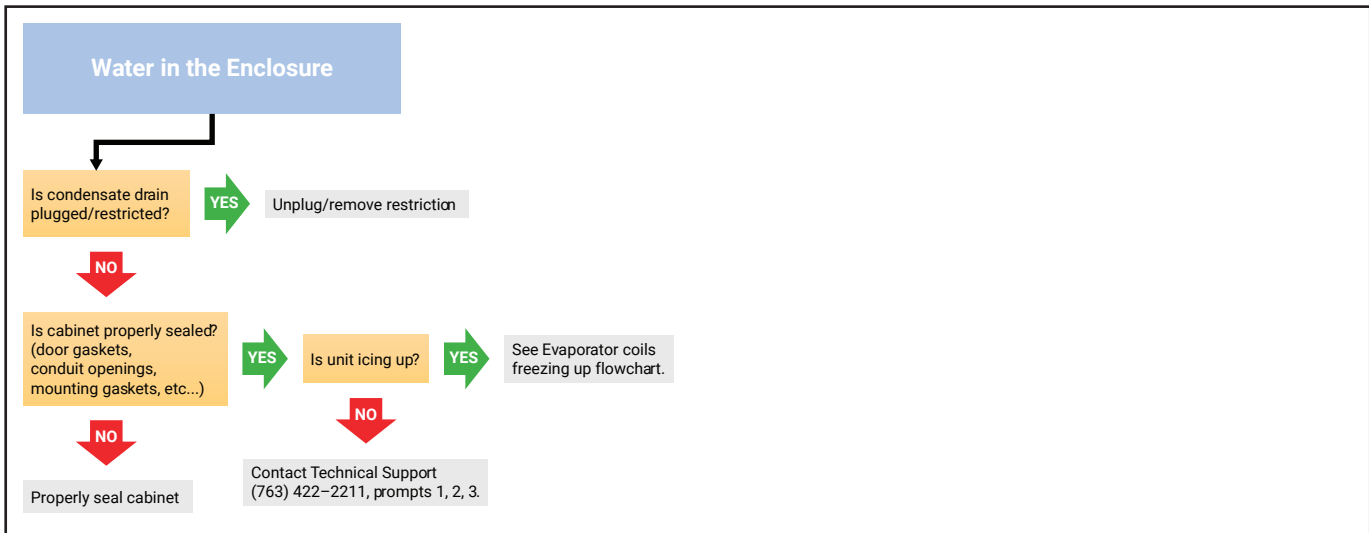 Water in the Enclosure
Is condensate drain
plugged/restricted?
YES
Unplug/remove restriction
NO
Is cabinet properly sealed?
(door gaskets,
conduit openings,
mounting gaskets, etc...)
YES
Is unit icing up?
YES
See Evaporator coils
freezing up flowchart.
NO
Properly seal cabinet
NO
Contact Technical Support
(763) 422–2211, prompts 1, 2, 3.